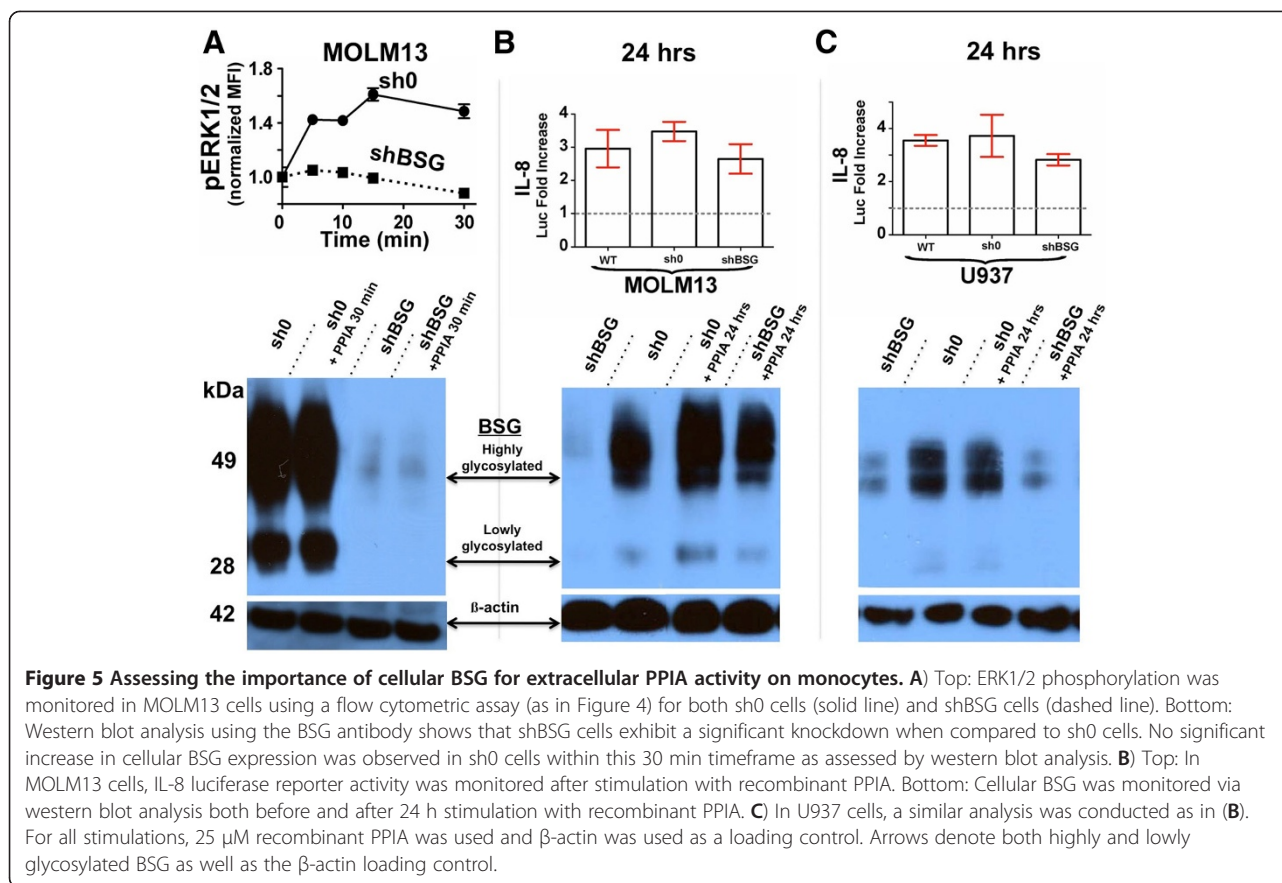 A
MOLM13
1.8
1.4
1.0
pERK1/2
(normalized MFI)
sh0
shBSG
0
10
20
30
Time (min)
sh0
sh0
+ PPIA 30 min
shBSG
shBSG
+PPIA 30 min
kDa
49
28
42
B
24 hrs
4
3
2
1
0
IL-8
Luc Fold Increase
WT
sh0
shBSG
MOLM13
shBSG
sh0
sh0
+ PPIA 24 hrs
shBSG
+PPIA 24 hrs
BSG
Highly
glycosylated
Lowly
glycosylated
ß-actin
C
24 hrs
4
2
0
IL-8
Luc Fold Increase
WT
sh0
shBSG
U937
shBSG
sh0
sh0
+ PPIA 24 hrs
shBSG
+PPIA 24 hrs
Figure 5 Assessing the importance of cellular BSG for extracellular PPIA activity on monocytes. A) Top: ERK1/2 phosphorylation was
monitored in MOLM13 cells using a flow cytometric assay (as in Figure 4) for both sh0 cells (solid line) and shBSG cells (dashed line). Bottom:
Western blot analysis using the BSG antibody shows that shBSG cells exhibit a significant knockdown when compared to sh0 cells. No significant
increase in cellular BSG expression was observed in sh0 cells within this 30 min timeframe as assessed by western blot analysis. B) Top: In
MOLM13 cells, IL-8 luciferase reporter activity was monitored after stimulation with recombinant PPIA. Bottom: Cellular BSG was monitored via
western blot analysis both before and after 24 h stimulation with recombinant PPIA. C) In U937 cells, a similar analysis was conducted as in (B).
For all stimulations, 25 μM recombinant PPIA was used and β-actin was used as a loading control. Arrows denote both highly and lowly
glycosylated BSG as well as the β-actin loading control.